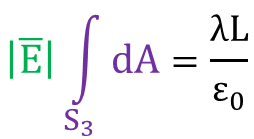 |E̅| ∫ dA = λL
S₃ ε₀